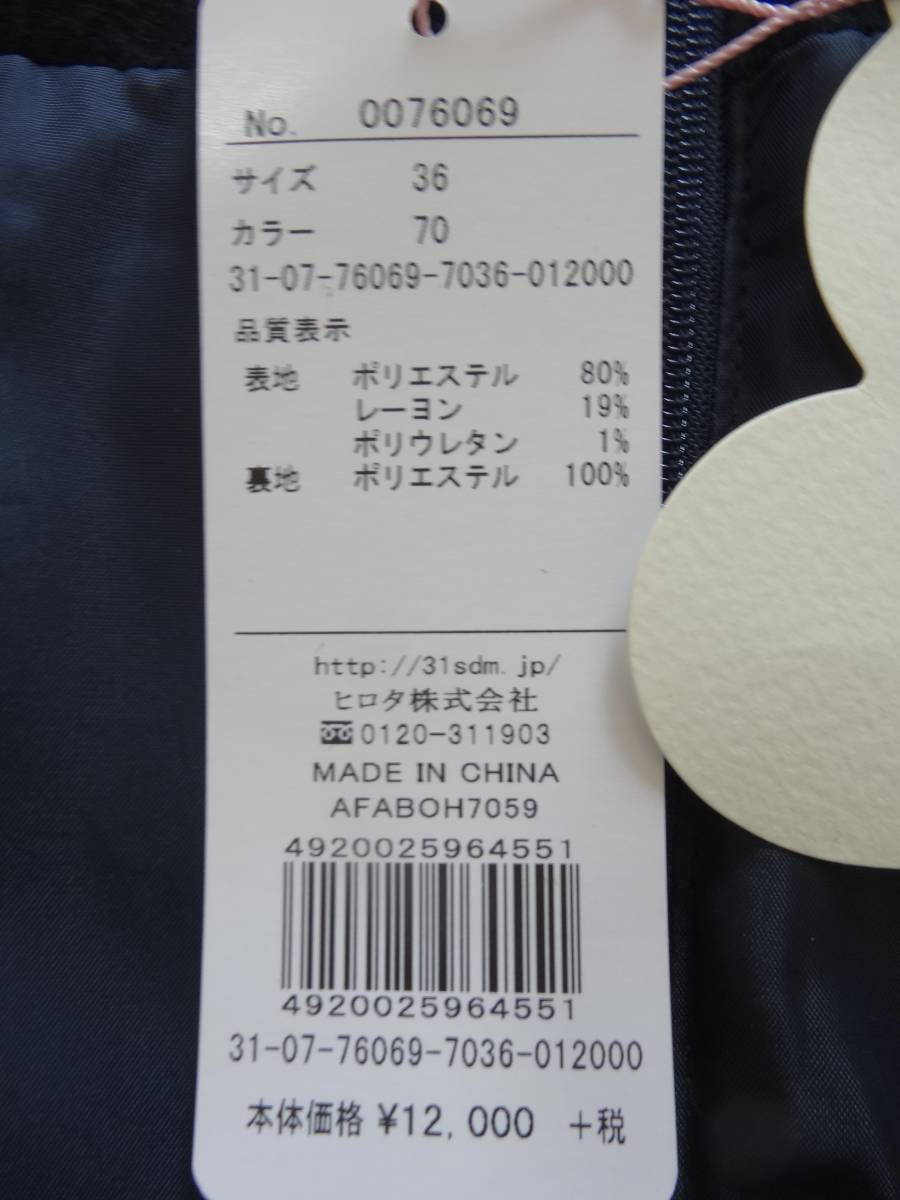 No. 0076069
サイズ 36
カラー 70
31-07-76069-7036-012000
品質表示
表地 ポリエステル 80%
レーヨン 19%
ポリウレタン 1%
裏地 ポリエステル 100%
http://31sdm.jp/
ヒロタ株式会社
0120-311903
MADE IN CHINA
AFABOH7059
4920025964551
4920025964551
31-07-76069-7036-012000
本体価格 ¥12,000 +税